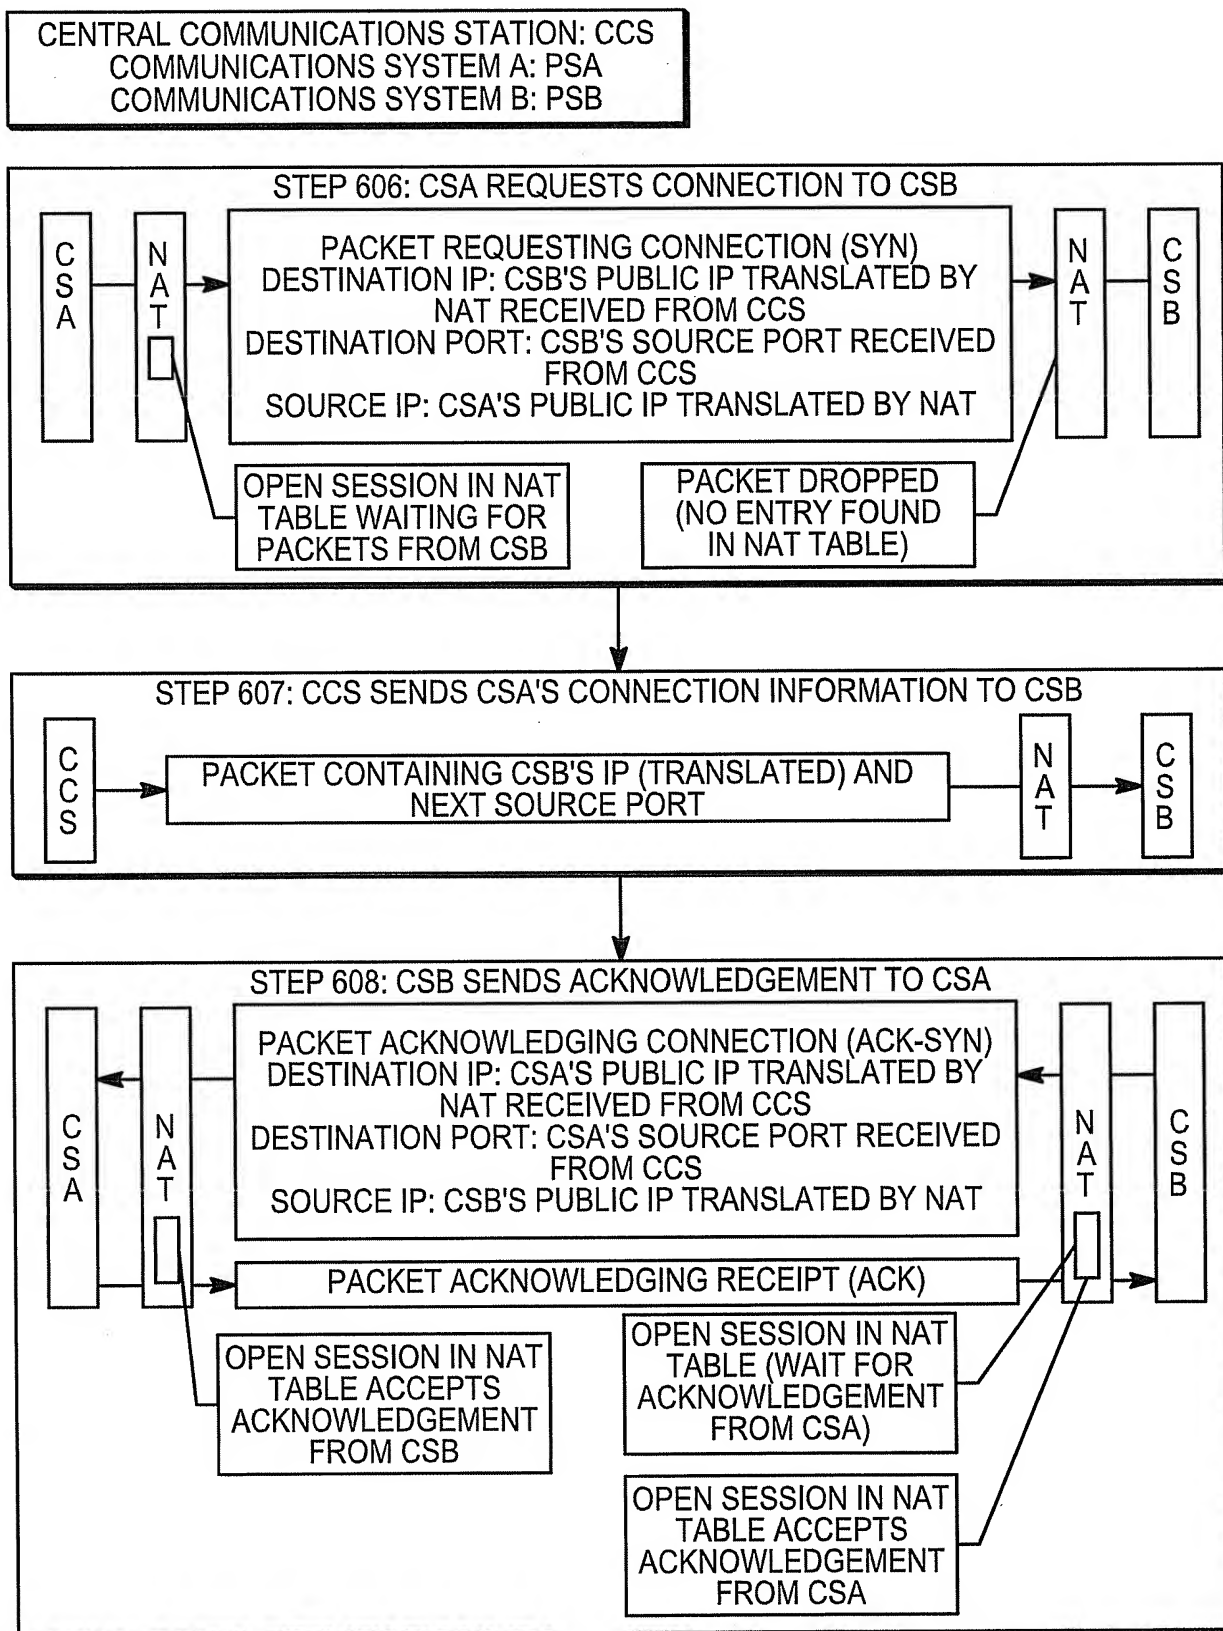 CENTRAL COMMUNICATIONS STATION: CCS
COMMUNICATIONS SYSTEM A: PSA
COMMUNICATIONS SYSTEM B: PSB
STEP 606: CSA REQUESTS CONNECTION TO CSB
CSA
NAT
PACKET REQUESTING CONNECTION (SYN)
DESTINATION IP: CSB'S PUBLIC IP TRANSLATED BY
NAT RECEIVED FROM CCS
DESTINATION PORT: CSB'S SOURCE PORT RECEIVED
FROM CCS
SOURCE IP: CSA'S PUBLIC IP TRANSLATED BY NAT
NAT
CSB
OPEN SESSION IN NAT
TABLE WAITING FOR
PACKETS FROM CSB
PACKET DROPPED
(NO ENTRY FOUND
IN NAT TABLE)
STEP 607: CCS SENDS CSA'S CONNECTION INFORMATION TO CSB
CCS
PACKET CONTAINING CSB'S IP (TRANSLATED) AND
NEXT SOURCE PORT
NAT
CSB
STEP 608: CSB SENDS ACKNOWLEDGEMENT TO CSA
CSA
NAT
PACKET ACKNOWLEDGING CONNECTION (ACK-SYN)
DESTINATION IP: CSA'S PUBLIC IP TRANSLATED BY
NAT RECEIVED FROM CCS
DESTINATION PORT: CSA'S SOURCE PORT RECEIVED
FROM CCS
SOURCE IP: CSB'S PUBLIC IP TRANSLATED BY NAT
NAT
CSB
PACKET ACKNOWLEDGING RECEIPT (ACK)
OPEN SESSION IN NAT
TABLE ACCEPTS
ACKNOWLEDGEMENT
FROM CSB
OPEN SESSION IN NAT
TABLE (WAIT FOR
ACKNOWLEDGEMENT
FROM CSA)
OPEN SESSION IN NAT
TABLE ACCEPTS
ACKNOWLEDGEMENT
FROM CSA